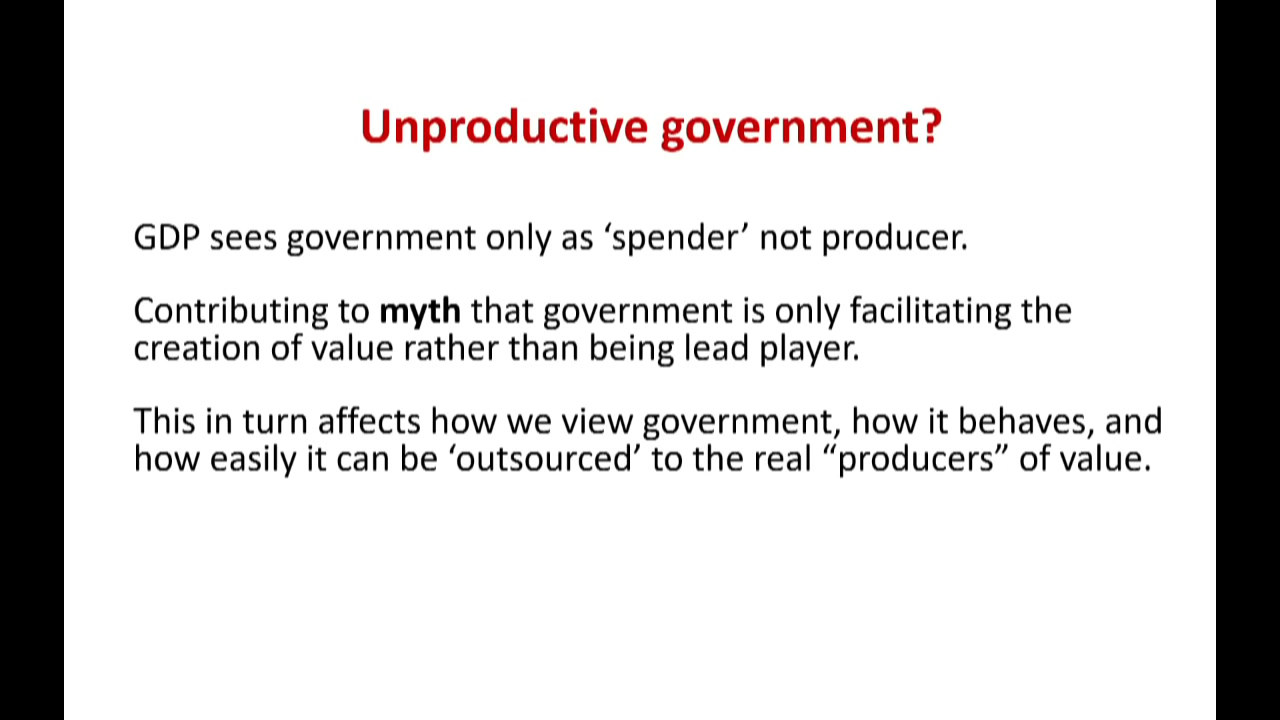 Unproductive government?
GDP sees government only as ‘spender’ not producer.
Contributing to myth that government is only facilitating the
creation of value rather than being lead player.
This in turn affects how we view government, how it behaves, and
how easily it can be ‘outsourced’ to the real “producers” of value.